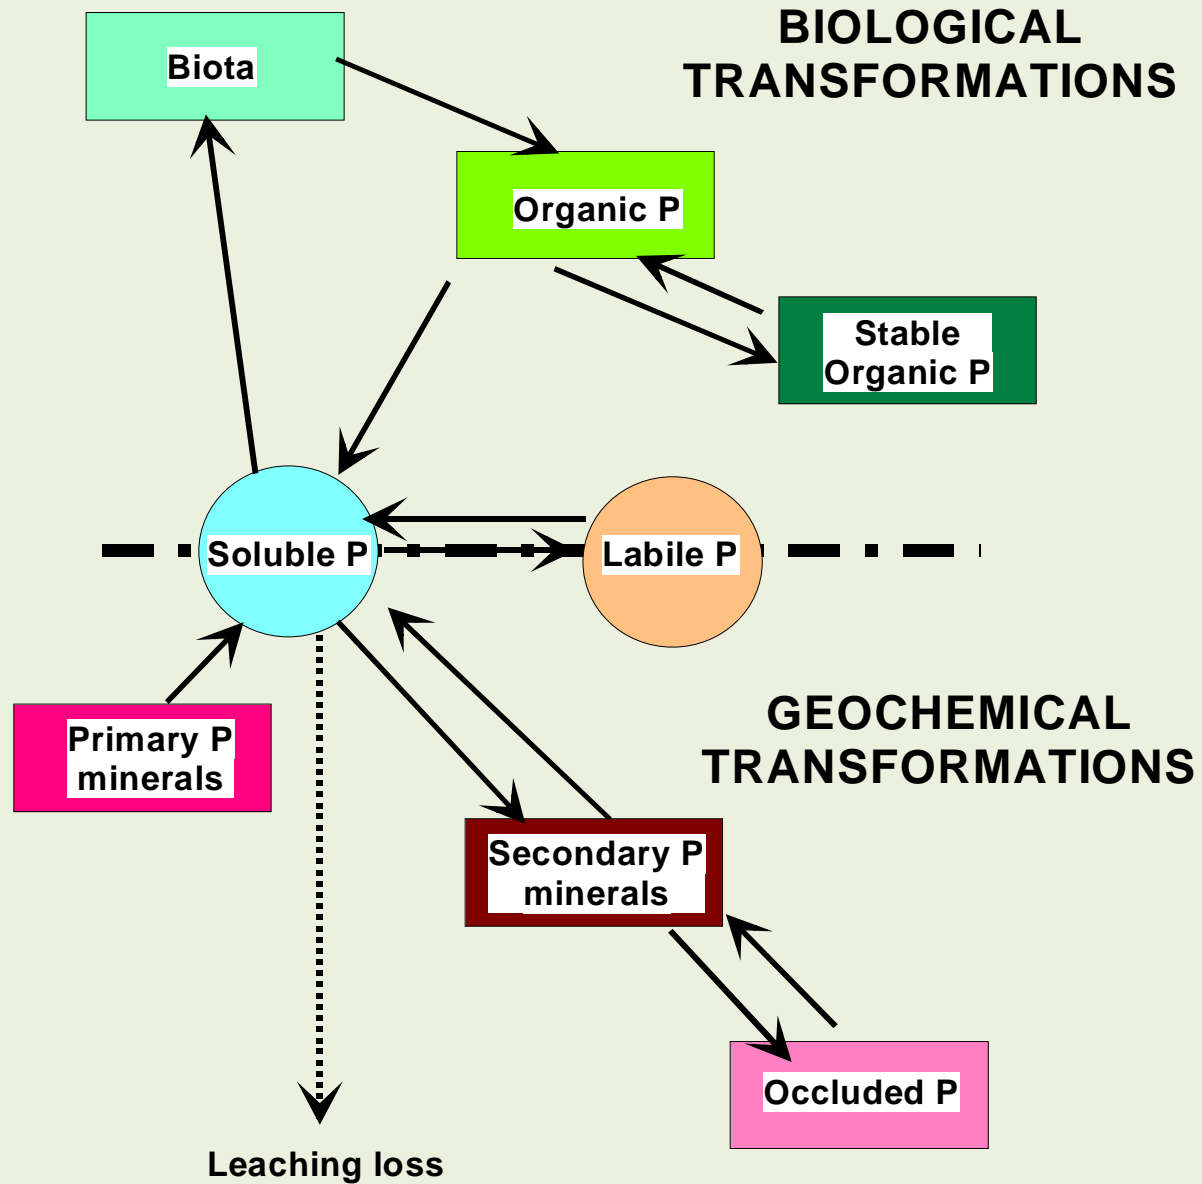 BIOLOGICAL
TRANSFORMATIONS
Biota
Organic P
Stable
Organic P
Soluble P
Labile P
Primary P
minerals
GEOCHEMICAL
TRANSFORMATIONS
Secondary P
minerals
Occluded P
Leaching loss